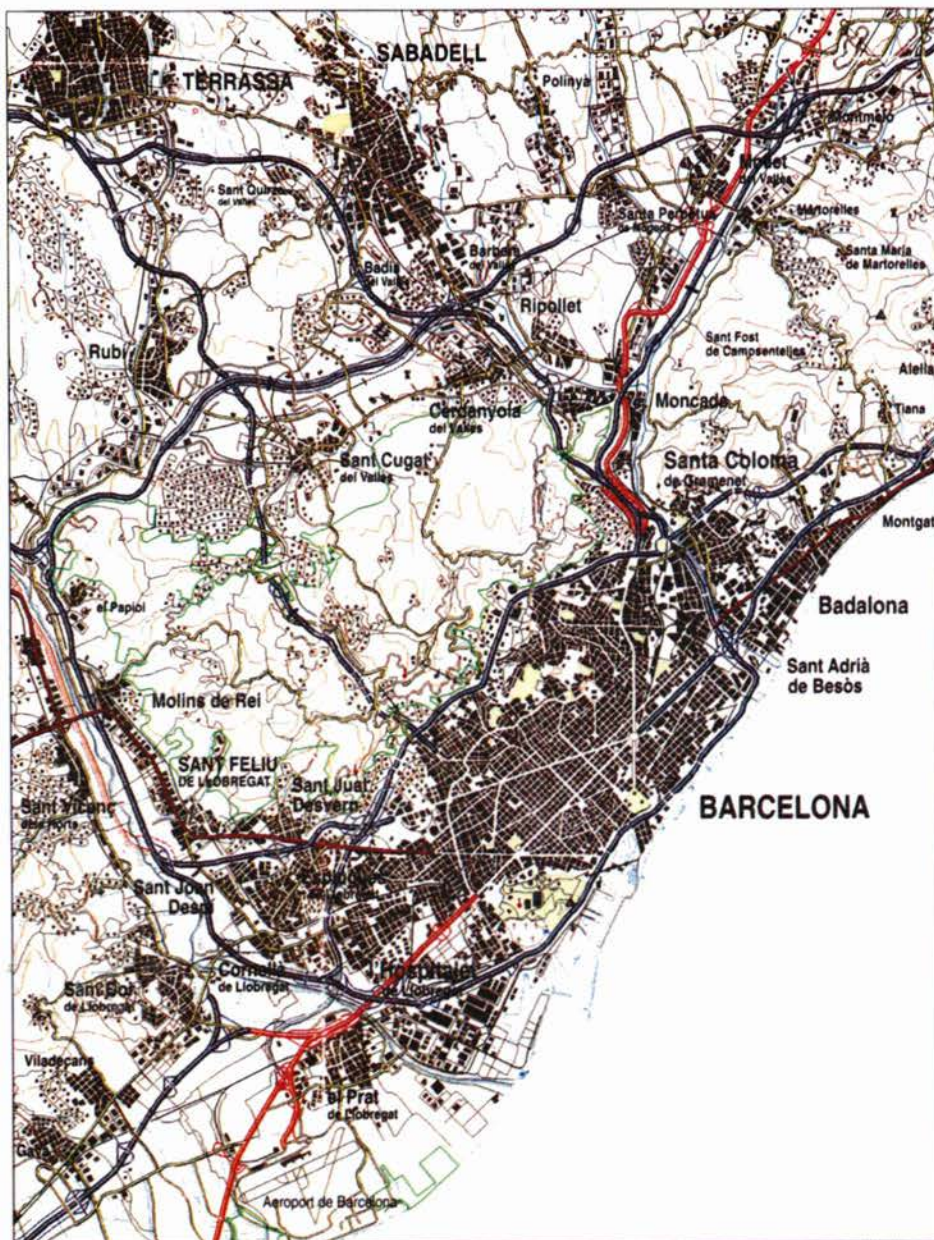 SABADELL
TERRASSA
Polinyà
Montmeló
Mollet
del Vallès
Sant Quirze
del Vallès
Martorelles
Santa Perpètua
de Mogoda
Santa Maria
de Martorelles
Barberà
del Vallès
Badia
del Vallès
Ripollet
Rubí
Sant Fost
de Campsentelles
Alella
Cerdanyola
del Vallès
Moncada
Tiana
Sant Cugat
del Vallès
Santa Coloma
de Gramenet
Montgat
el Papiol
Badalona
Sant Adrià
de Besòs
Molins de Rei
SANT FELIU
DE LLOBREGAT
Sant Just
Desvern
Sant Vicenç
dels Horts
BARCELONA
Sant Joan
Despí
l'Hospitalet
de Llobregat
Cornellà
de Llobregat
Sant Boi
de Llobregat
Viladecans
el Prat
de Llobregat
Gavà
Aeroport de Barcelona